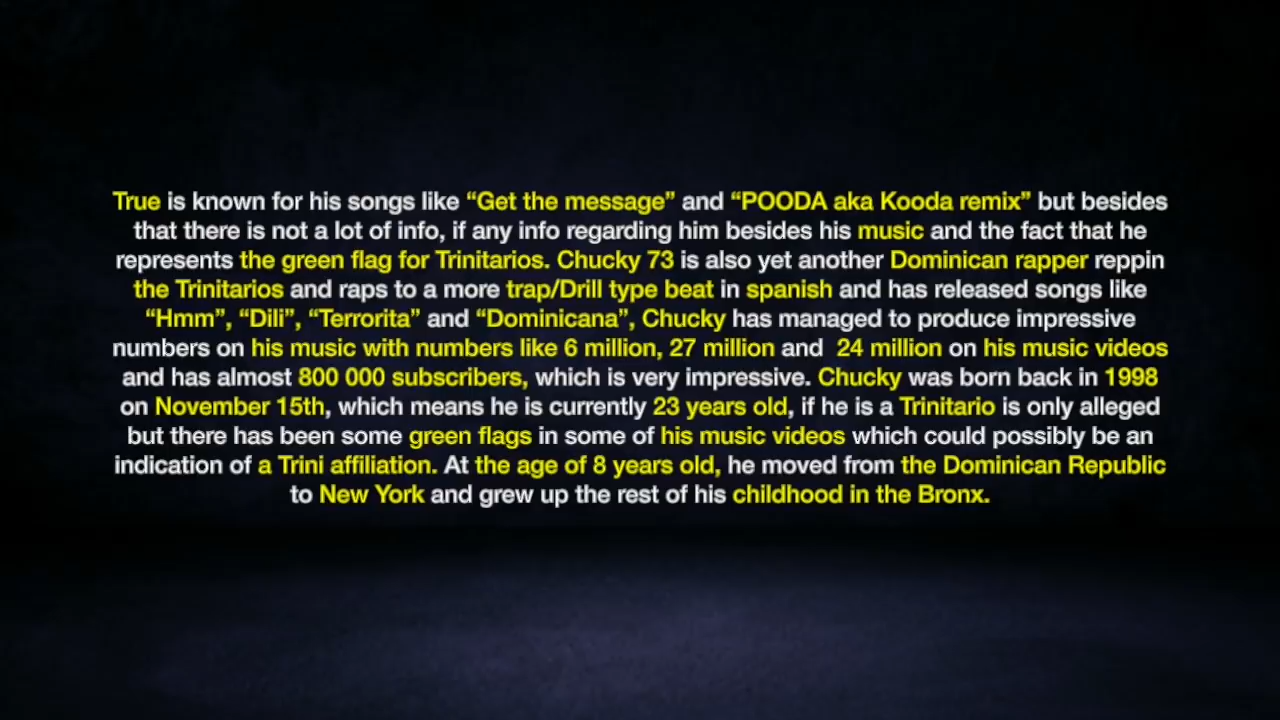 True is known for his songs like “Get the message” and “POODA aka Kooda remix” but besides
that there is not a lot of info, if any info regarding him besides his music and the fact that he
represents the green flag for Trinitarios. Chucky 73 is also yet another Dominican rapper reppin
the Trinitarios and raps to a more trap/Drill type beat in spanish and has released songs like
“Hmm”, “Dili”, “Terrorita” and “Dominicana”, Chucky has managed to produce impressive
numbers on his music with numbers like 6 million, 27 million and 24 million on his music videos
and has almost 800 000 subscribers, which is very impressive. Chucky was born back in 1998
on November 15th, which means he is currently 23 years old, if he is a Trinitario is only alleged
but there has been some green flags in some of his music videos which could possibly be an
indication of a Trini affiliation. At the age of 8 years old, he moved from the Dominican Republic
to New York and grew up the rest of his childhood in the Bronx.